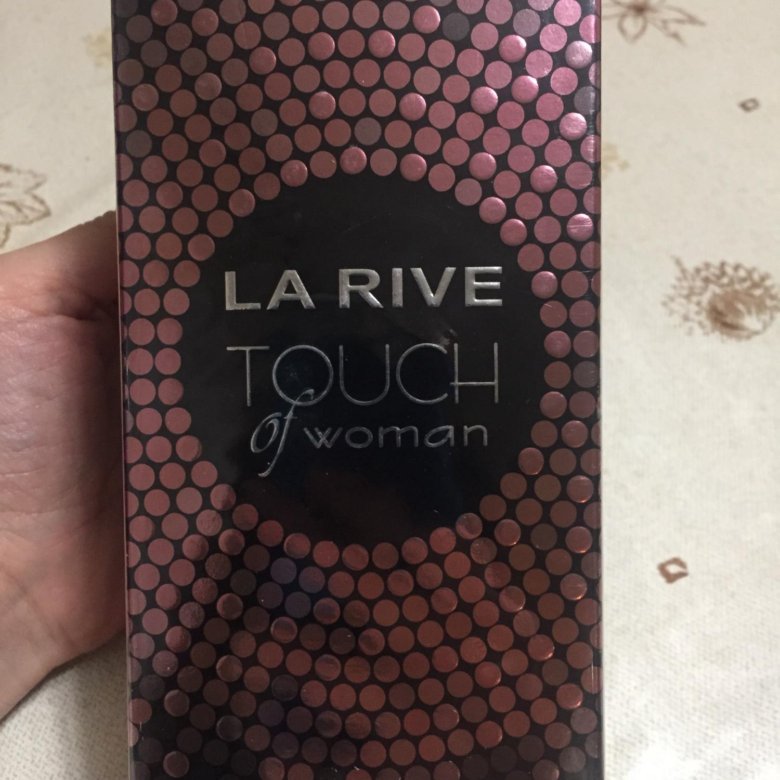 LA RIVE
TOUCH
of woman